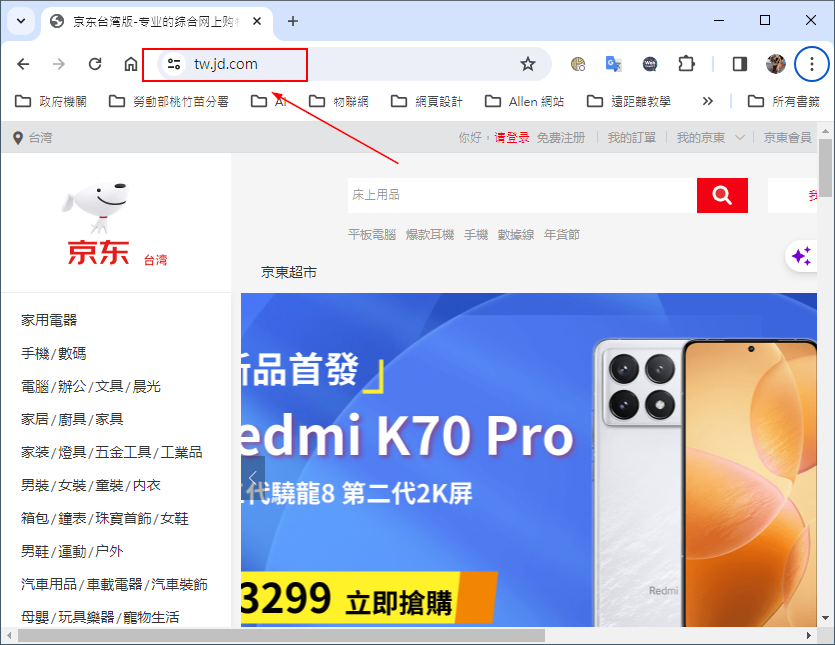 京东台湾版-专业的综合网上购
tw.jd.com
政府機關 勞動部桃竹苗分署 AI 物聯網 網頁設計 Allen 網站 遠距離教學 » 所有書籤
台湾 你好，请登录 免费注册 我的訂單 我的京東 京東會員
床上用品
平板電腦 爆款耳機 手機 數據線 年貨節
京东 台湾
京東超市
家用電器
手機/數碼
電腦/辦公/文具/晨光
家居/廚具/家具
家裝/燈具/五金工具/工業品
男裝/女裝/童裝/内衣
箱包/鐘表/珠寶首飾/女鞋
男鞋/運動/户外
汽車用品/車載電器/汽車裝飾
母嬰/玩具樂器/寵物生活
新品首發
edmi K70 Pro
二代驍龍8 第二代2K屏
3299 立即搶購
Redmi